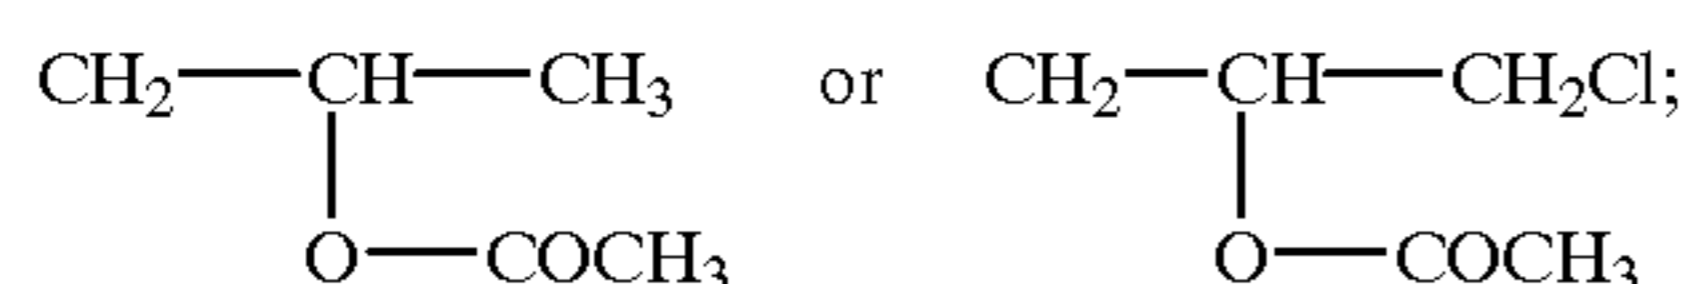 CH₂—CH—CH₃ or CH₂—CH—CH₂Cl;
O—COCH₃ O—COCH₃